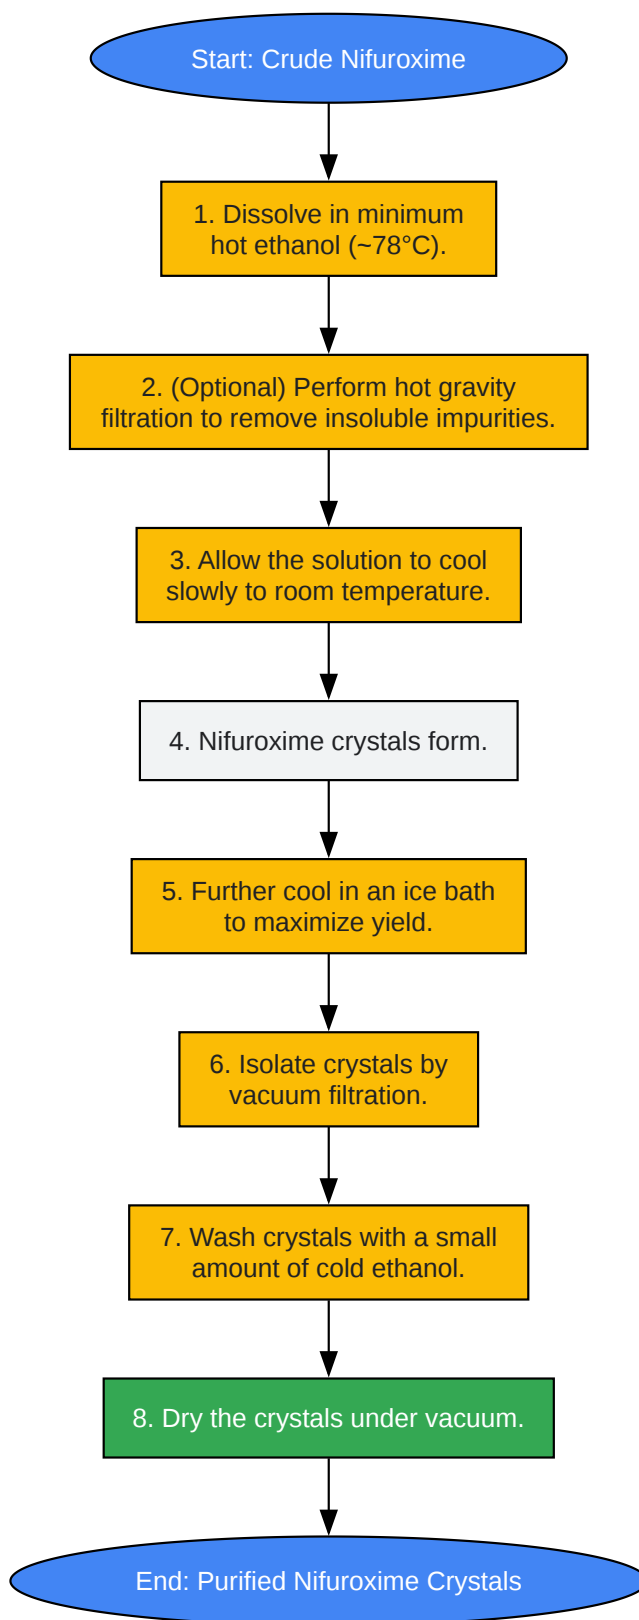 Start: Crude Nifuroxime
1. Dissolve in minimum
hot ethanol (~78°C).
2. (Optional) Perform hot gravity
filtration to remove insoluble impurities.
3. Allow the solution to cool
slowly to room temperature.
4. Nifuroxime crystals form.
5. Further cool in an ice bath
to maximize yield.
6. Isolate crystals by
vacuum filtration.
7. Wash crystals with a small
amount of cold ethanol.
8. Dry the crystals under vacuum.
End: Purified Nifuroxime Crystals